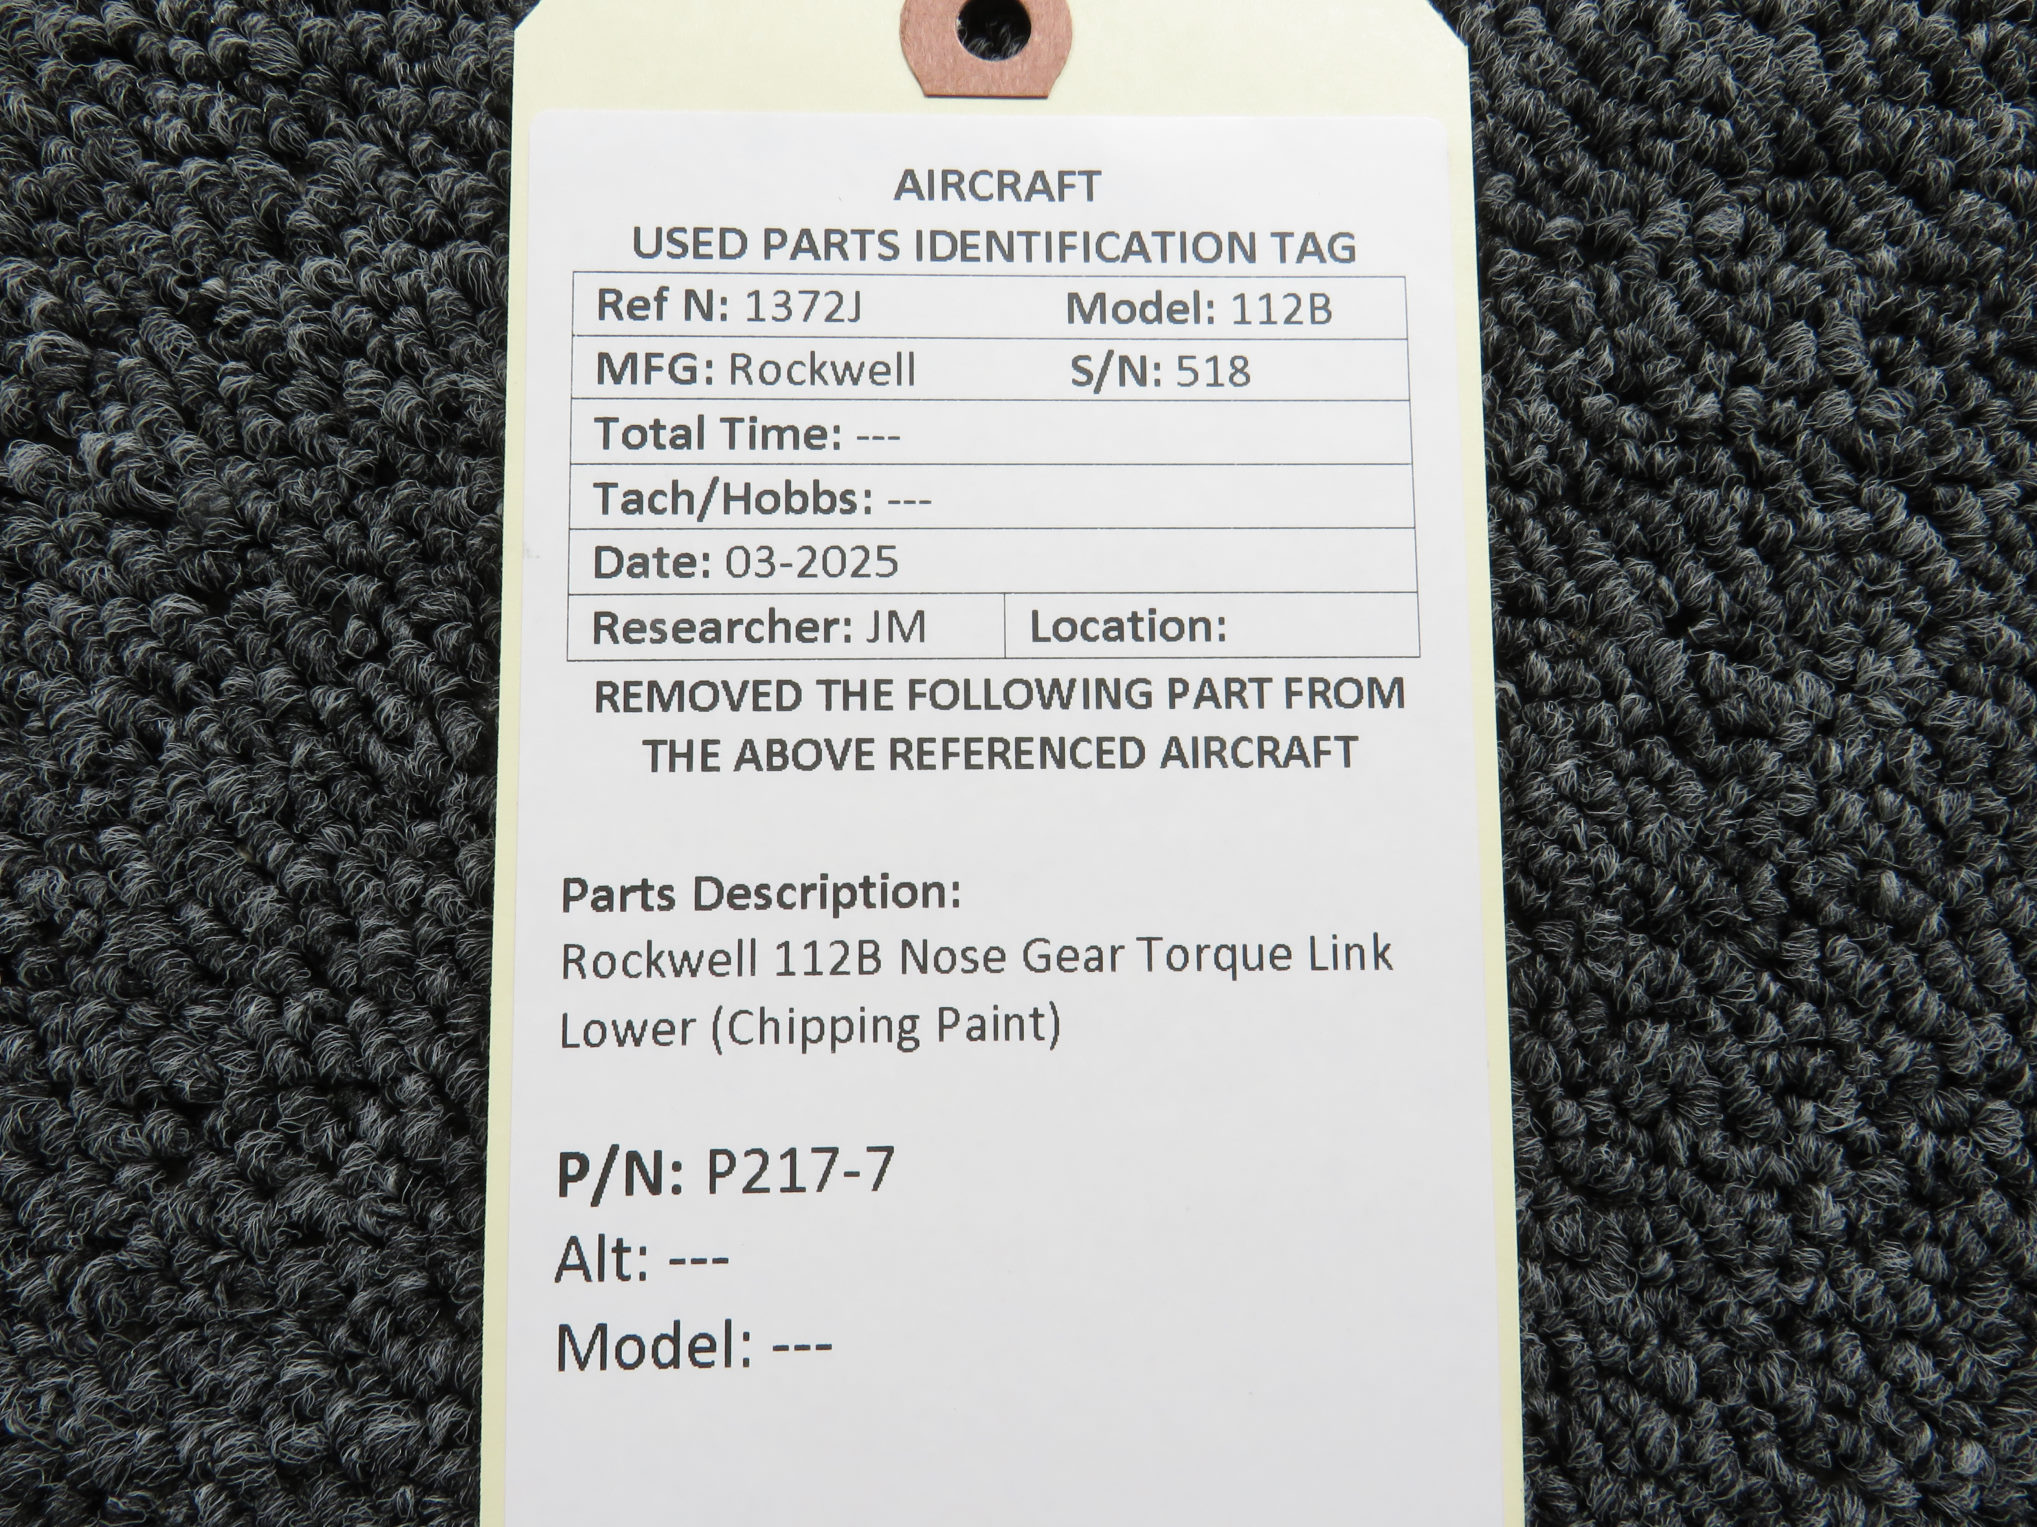 AIRCRAFT
USED PARTS IDENTIFICATION TAG
Ref N: 1372J Model: 112B
MFG: Rockwell S/N: 518
Total Time: ---
Tach/Hobbs: ---
Date: 03-2025
Researcher: JM Location:
REMOVED THE FOLLOWING PART FROM
THE ABOVE REFERENCED AIRCRAFT
Parts Description:
Rockwell 112B Nose Gear Torque Link
Lower (Chipping Paint)
P/N: P217-7
Alt: ---
Model: ---